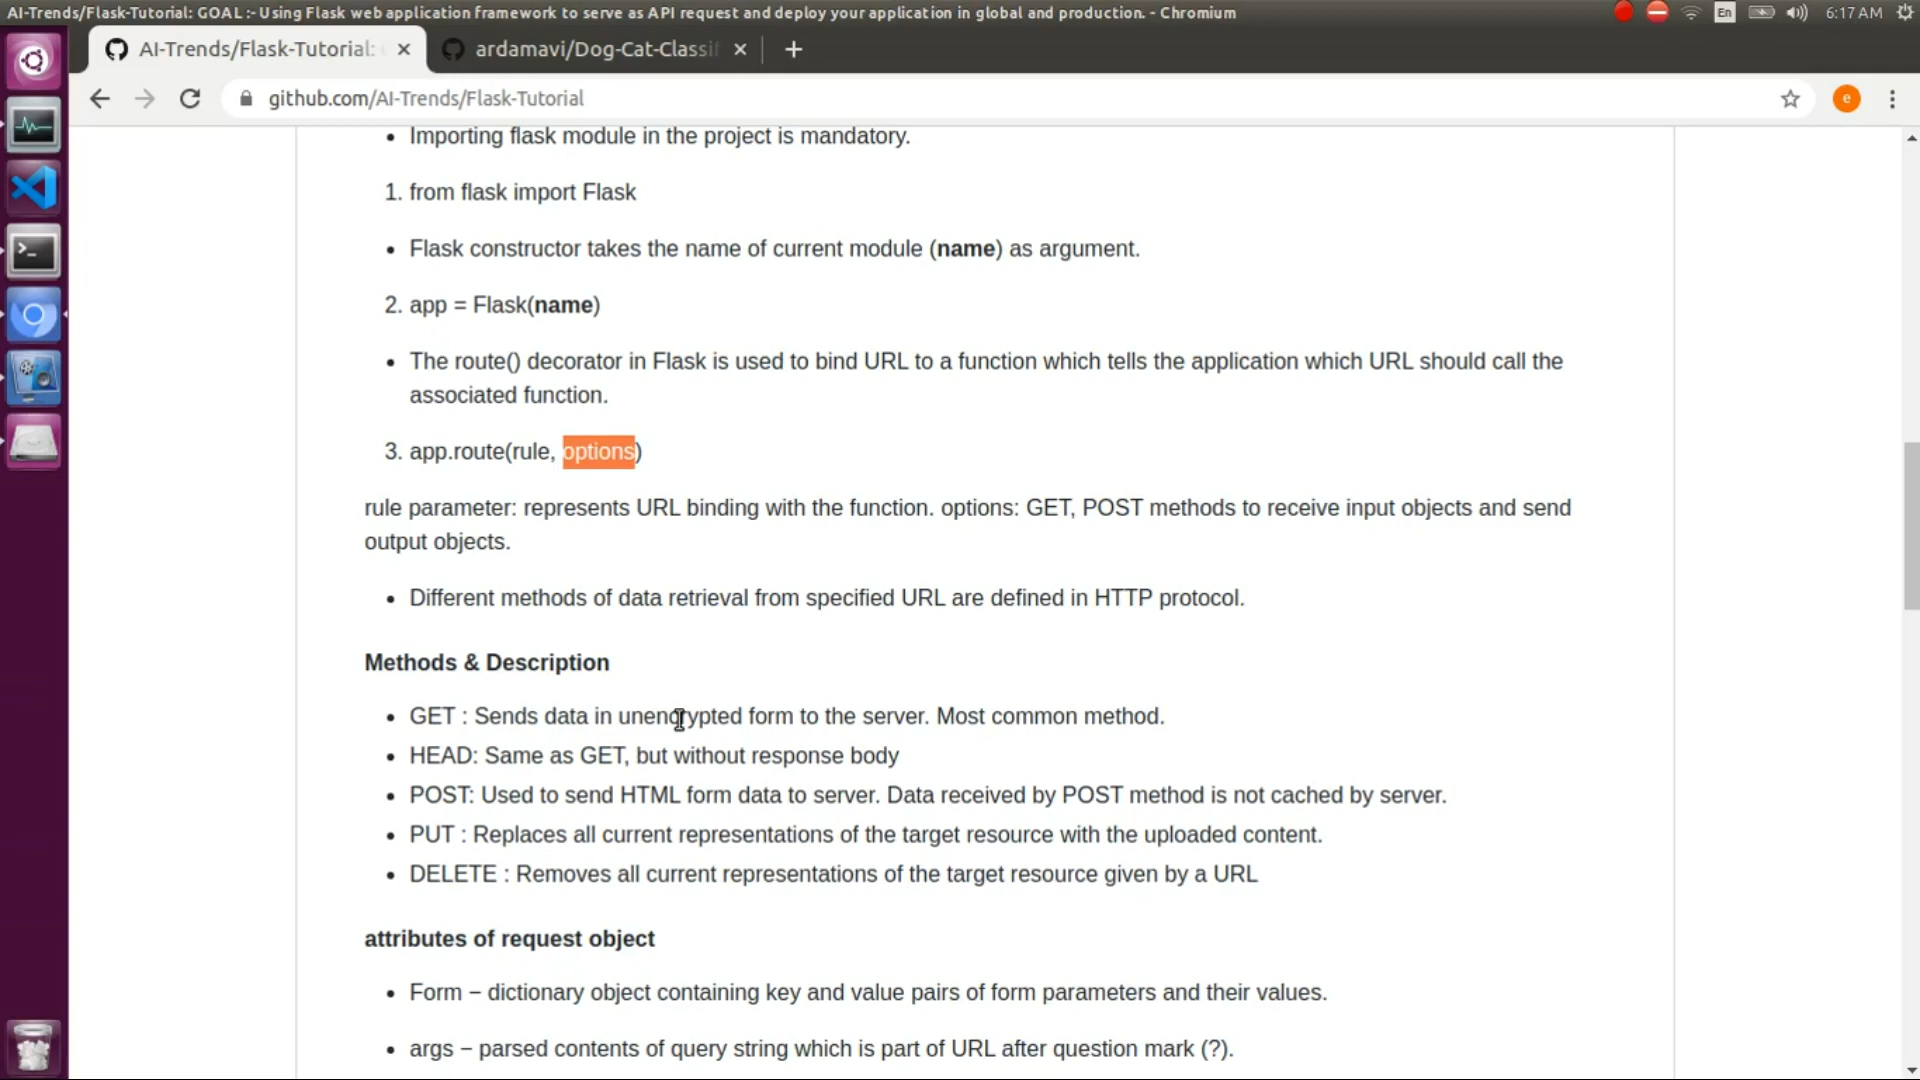 AI-Trends/Flask-Tutorial: GOAL :- Using Flask web application framework to serve as API request and deploy your application in global and production. - Chromium
En
6:17 AM
AI-Trends/Flask-Tutorial:
ardamavi/Dog-Cat-Classif
github.com/AI-Trends/Flask-Tutorial
e
• Importing flask module in the project is mandatory.
1. from flask import Flask
• Flask constructor takes the name of current module (name) as argument.
2. app = Flask(name)
• The route() decorator in Flask is used to bind URL to a function which tells the application which URL should call the
associated function.
3. app.route(rule, options)
rule parameter: represents URL binding with the function. options: GET, POST methods to receive input objects and send
output objects.
• Different methods of data retrieval from specified URL are defined in HTTP protocol.
Methods & Description
• GET : Sends data in unencrypted form to the server. Most common method.
• HEAD: Same as GET, but without response body
• POST: Used to send HTML form data to server. Data received by POST method is not cached by server.
• PUT : Replaces all current representations of the target resource with the uploaded content.
• DELETE : Removes all current representations of the target resource given by a URL
attributes of request object
• Form − dictionary object containing key and value pairs of form parameters and their values.
• args − parsed contents of query string which is part of URL after question mark (?).